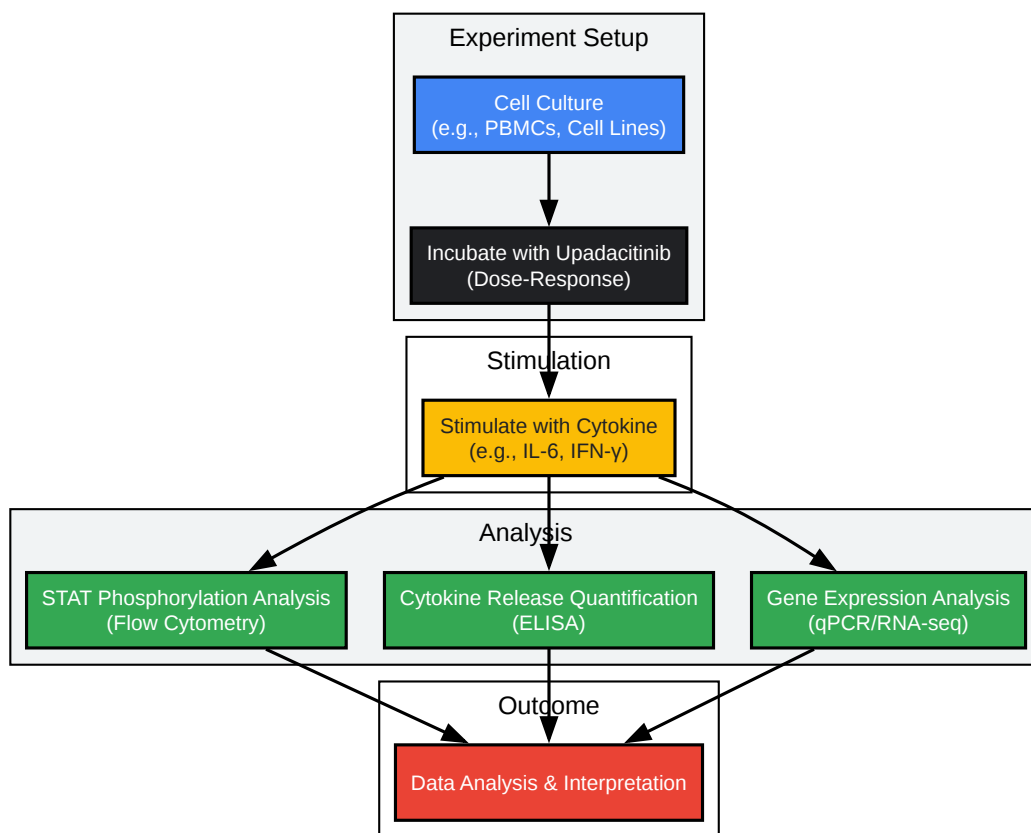 Experiment Setup
Cell Culture
(e.g., PBMCs, Cell Lines)
Incubate with Upadacitinib
(Dose-Response)
Stimulation
Stimulate with Cytokine
(e.g., IL-6, IFN-γ)
Analysis
STAT Phosphorylation Analysis
(Flow Cytometry)
Cytokine Release Quantification
(ELISA)
Gene Expression Analysis
(qPCR/RNA-seq)
Outcome
Data Analysis & Interpretation